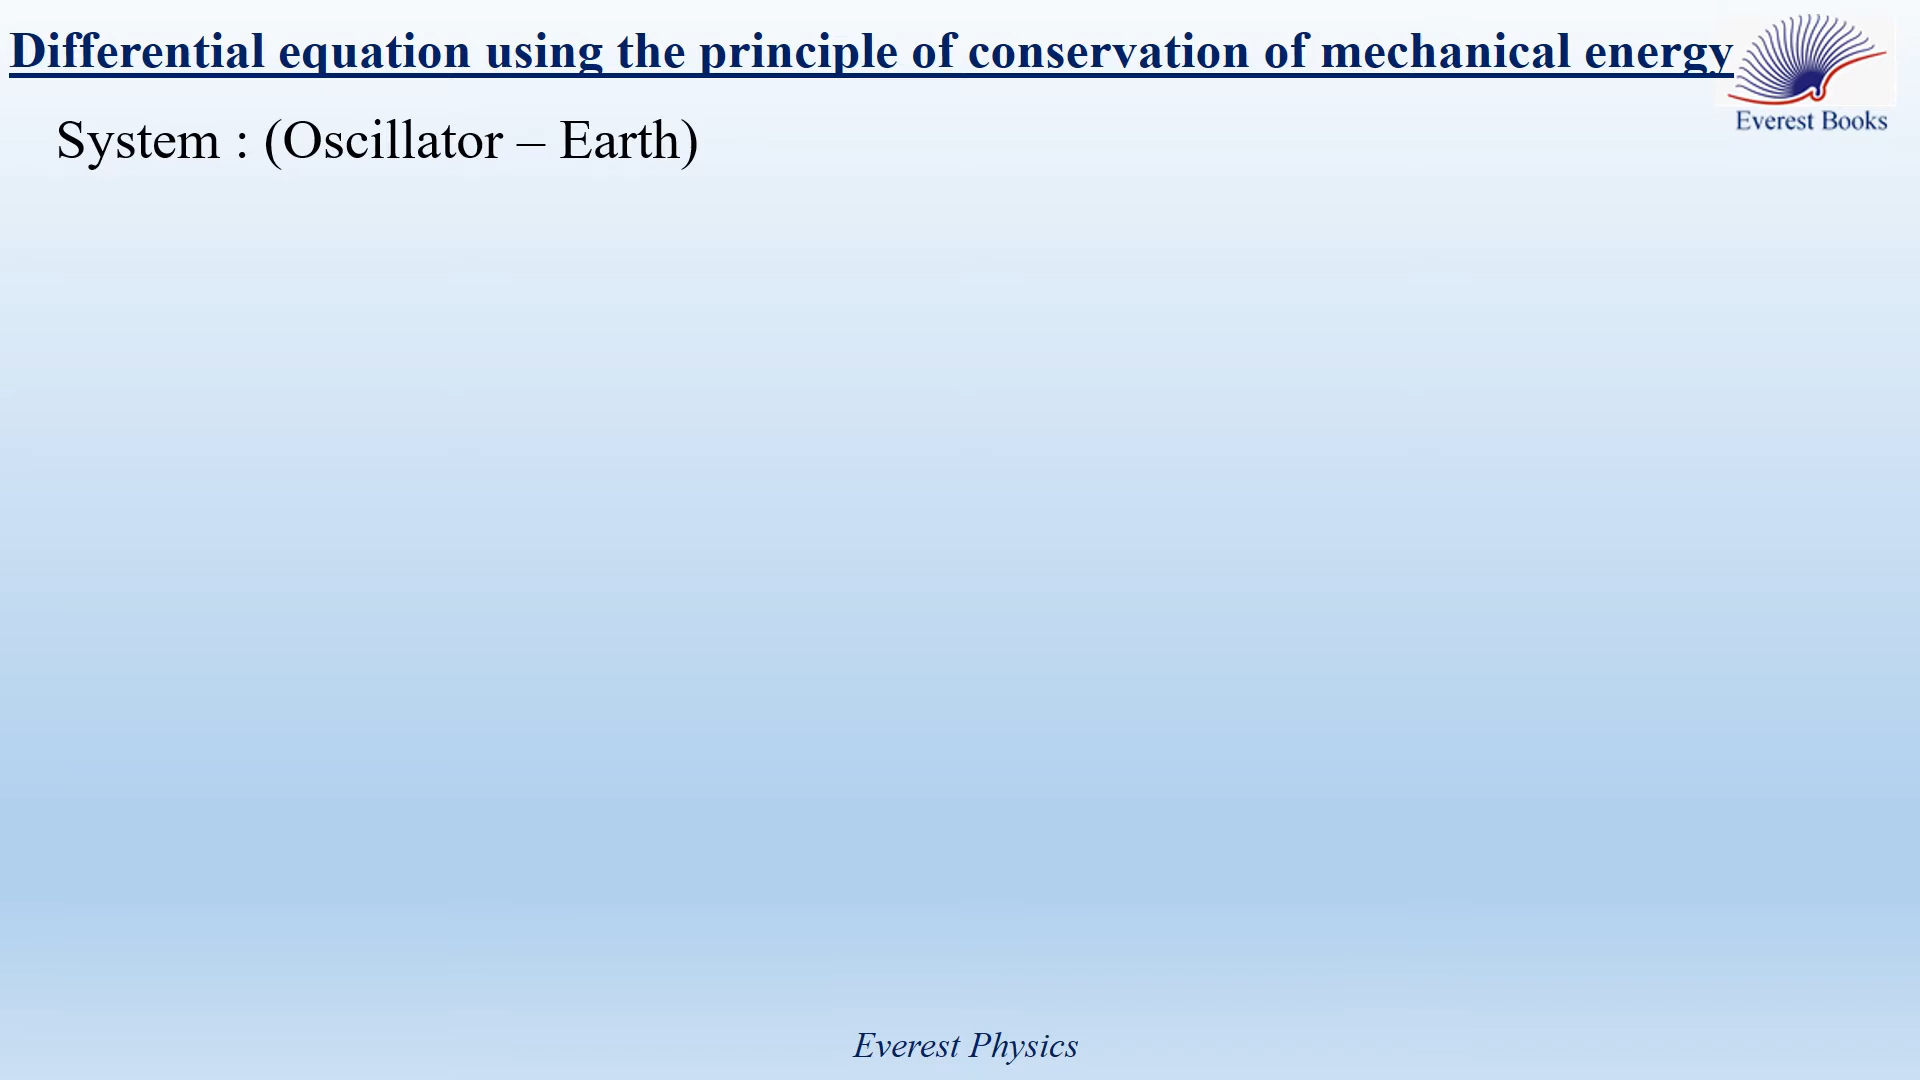 Differential equation using the principle of conservation of mechanical energy
Everest Books
System : (Oscillator – Earth)
Everest Physics